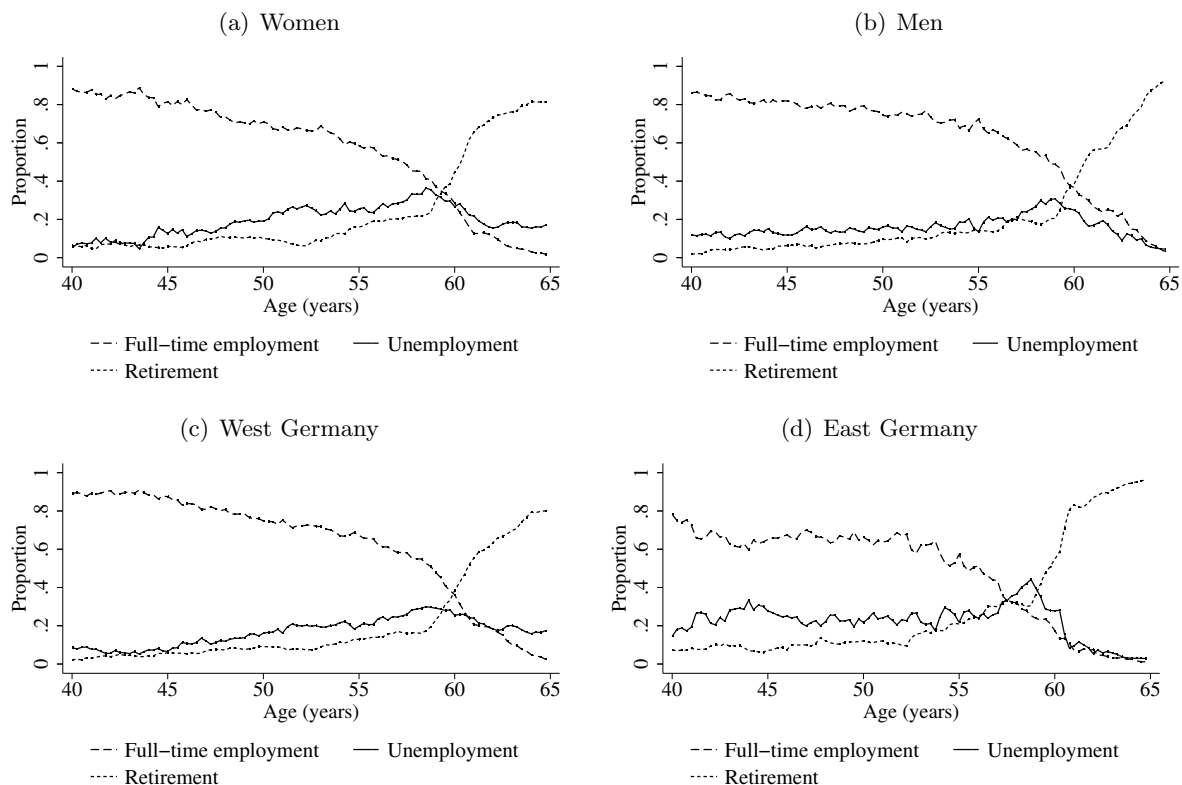 (a) Women
1
.8
.6
.4
.2
0
Proportion
40 45 50 55 60 65
Age (years)
Full−time employment Unemployment
Retirement
(b) Men
1
.8
.6
.4
.2
0
Proportion
40 45 50 55 60 65
Age (years)
Full−time employment Unemployment
Retirement
(c) West Germany
1
.8
.6
.4
.2
0
Proportion
40 45 50 55 60 65
Age (years)
Full−time employment Unemployment
Retirement
(d) East Germany
1
.8
.6
.4
.2
0
Proportion
40 45 50 55 60 65
Age (years)
Full−time employment Unemployment
Retirement